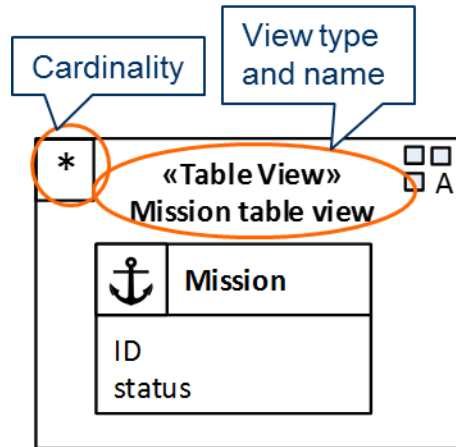 View type
and name
Cardinality
*
«Table View»
Mission table view
A
Mission
ID
status